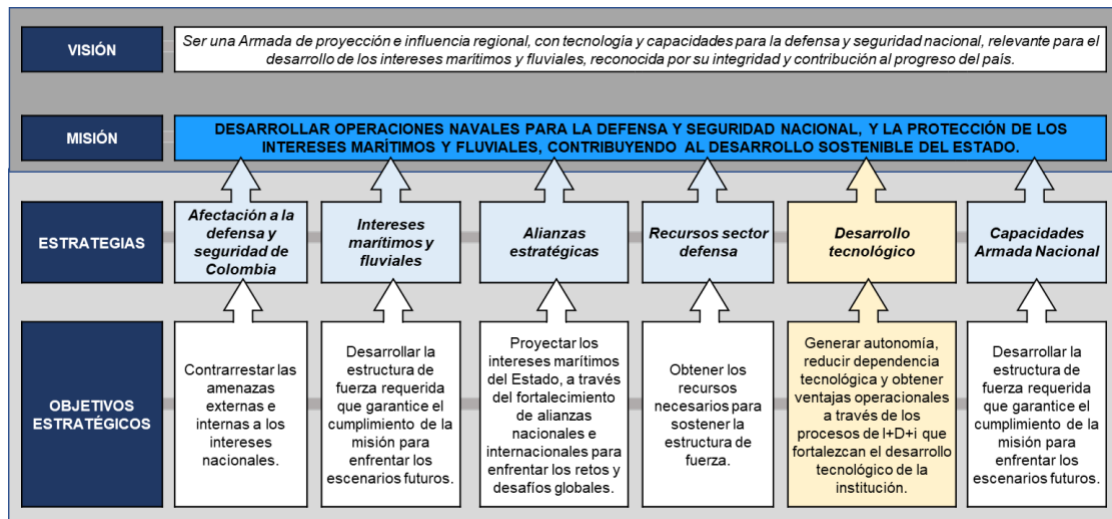 VISIÓN
Ser una Armada de proyección e influencia regional, con tecnología y capacidades para la defensa y seguridad nacional, relevante para el
desarrollo de los intereses marítimos y fluviales, reconocida por su integridad y contribución al progreso del país.
MISIÓN
DESARROLLAR OPERACIONES NAVALES PARA LA DEFENSA Y SEGURIDAD NACIONAL, Y LA PROTECCIÓN DE LOS
INTERESES MARÍTIMOS Y FLUVIALES, CONTRIBUYENDO AL DESARROLLO SOSTENIBLE DEL ESTADO.
ESTRATEGIAS
Afectación a la
defensa y
seguridad de
Colombia
Intereses
marítimos y
fluviales
Alianzas
estratégicas
Recursos sector
defensa
Desarrollo
tecnológico
Capacidades
Armada Nacional
OBJETIVOS
ESTRATÉGICOS
Contrarrestar las
amenazas
externas e
internas a los
intereses
nacionales.
Desarrollar la
estructura de
fuerza requerida
que garantice el
cumplimiento de la
misión para
enfrentar los
escenarios futuros.
Proyectar los
intereses marítimos
del Estado, a través
del fortalecimiento
de alianzas
nacionales e
internacionales para
enfrentar los retos y
desafíos globales.
Obtener los
recursos
necesarios para
sostener la
estructura de
fuerza.
Generar autonomía,
reducir dependencia
tecnológica y obtener
ventajas operacionales
a través de los
procesos de I+D+i que
fortalezcan el desarrollo
tecnológico de la
institución.
Desarrollar la
estructura de
fuerza requerida
que garantice el
cumplimiento de la
misión para
enfrentar los
escenarios futuros.